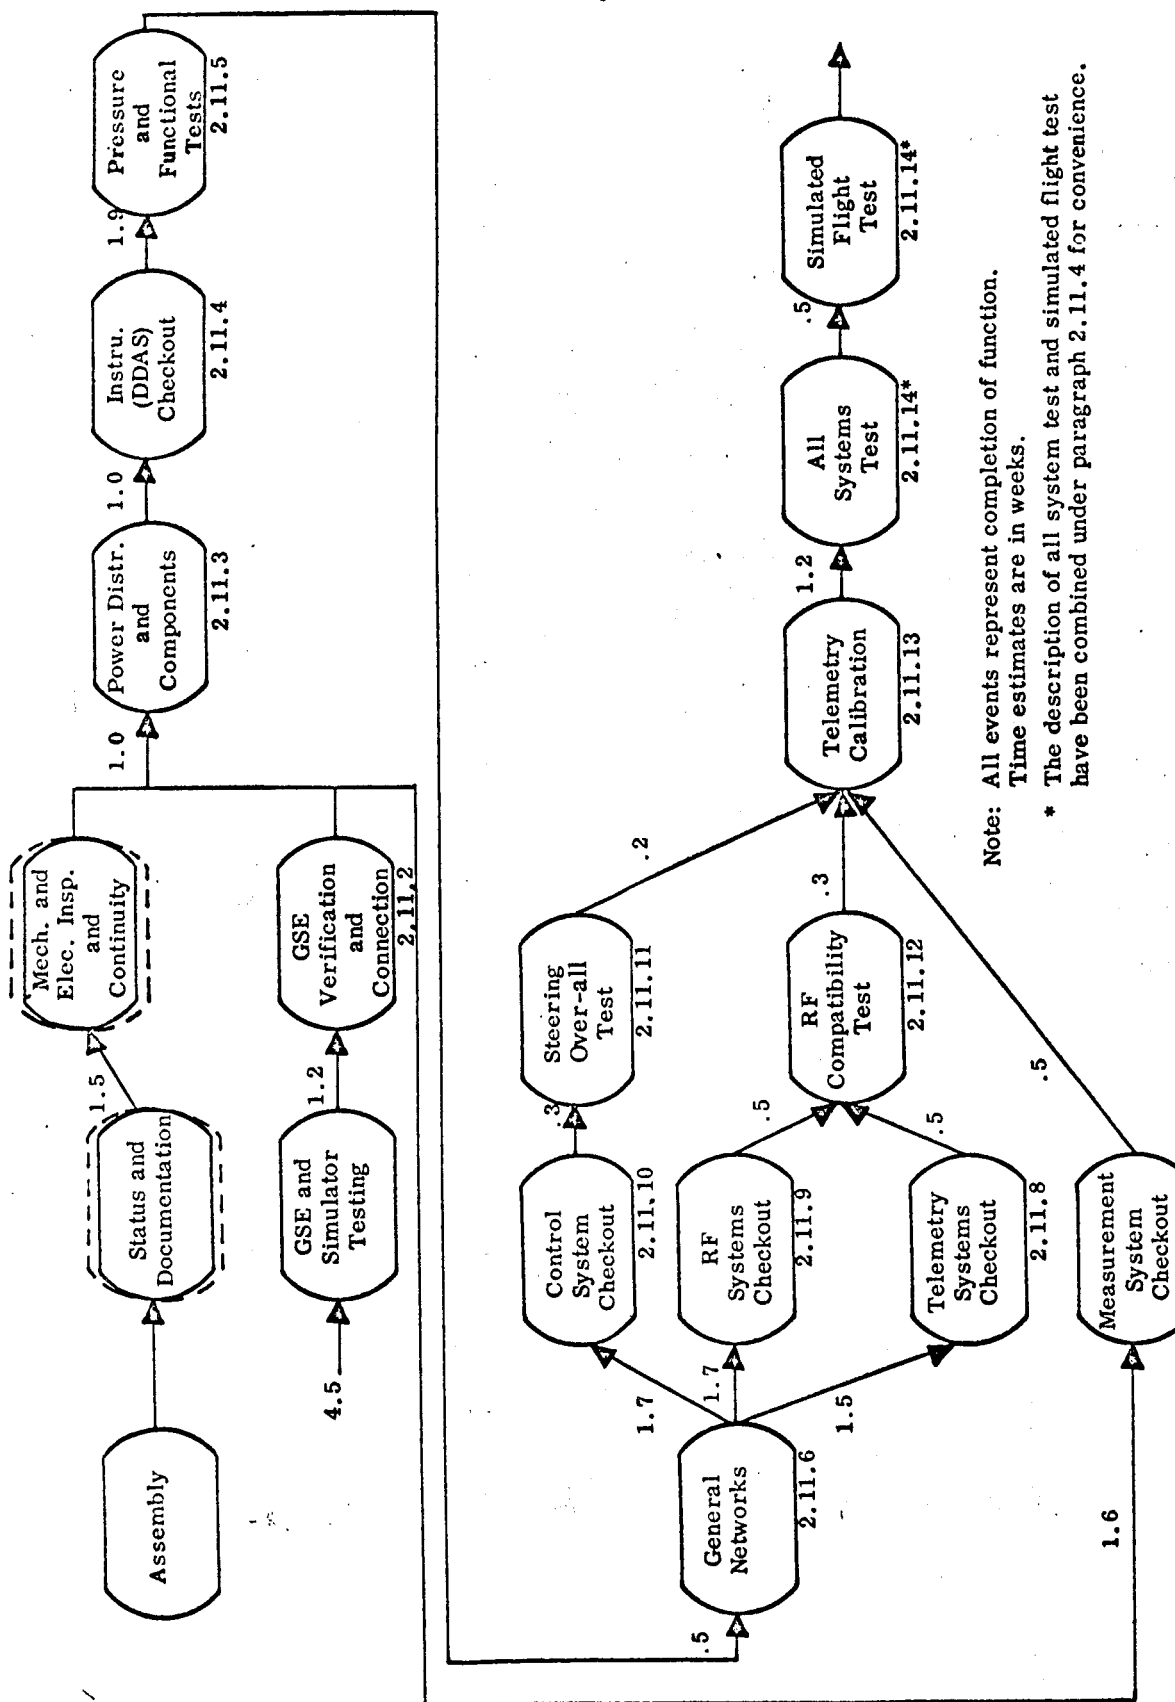 Assembly
Status and
Documentation
1.5
Mech. and
Elec. Insp.
and
Continuity
4.5
GSE and
Simulator
Testing
1.2
GSE
Verification
and
Connection
2.11.2
1.0
Power Distr.
and
Components
2.11.3
1.0
Instru.
(DDAS)
Checkout
2.11.4
1.9
Pressure
and
Functional
Tests
2.11.5
.5
General
Networks
2.11.6
1.7
1.7
1.5
Control
System
Checkout
2.11.10
.3
Steering
Over-all
Test
2.11.11
.2
RF
Systems
Checkout
2.11.9
.5
Telemetry
Systems
Checkout
2.11.8
.5
RF
Compatibility
Test
2.11.12
.3
1.6
Measurement
System
Checkout
.5
Telemetry
Calibration
2.11.13
1.2
All
Systems
Test
2.11.14*
.5
Simulated
Flight
Test
2.11.14*
Note: All events represent completion of function.
Time estimates are in weeks.
* The description of all system test and simulated flight test
have been combined under paragraph 2.11.4 for convenience.